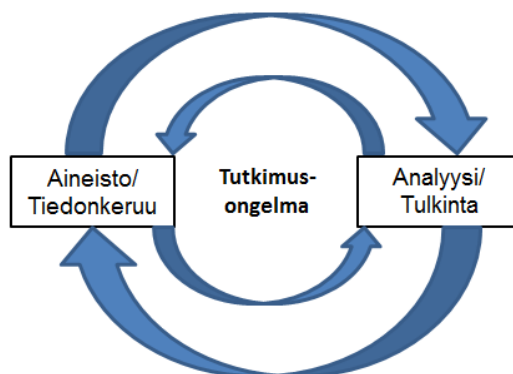 Aineisto/
Tiedonkeruu
Tutkimus-
ongelma
Analyysi/
Tulkinta